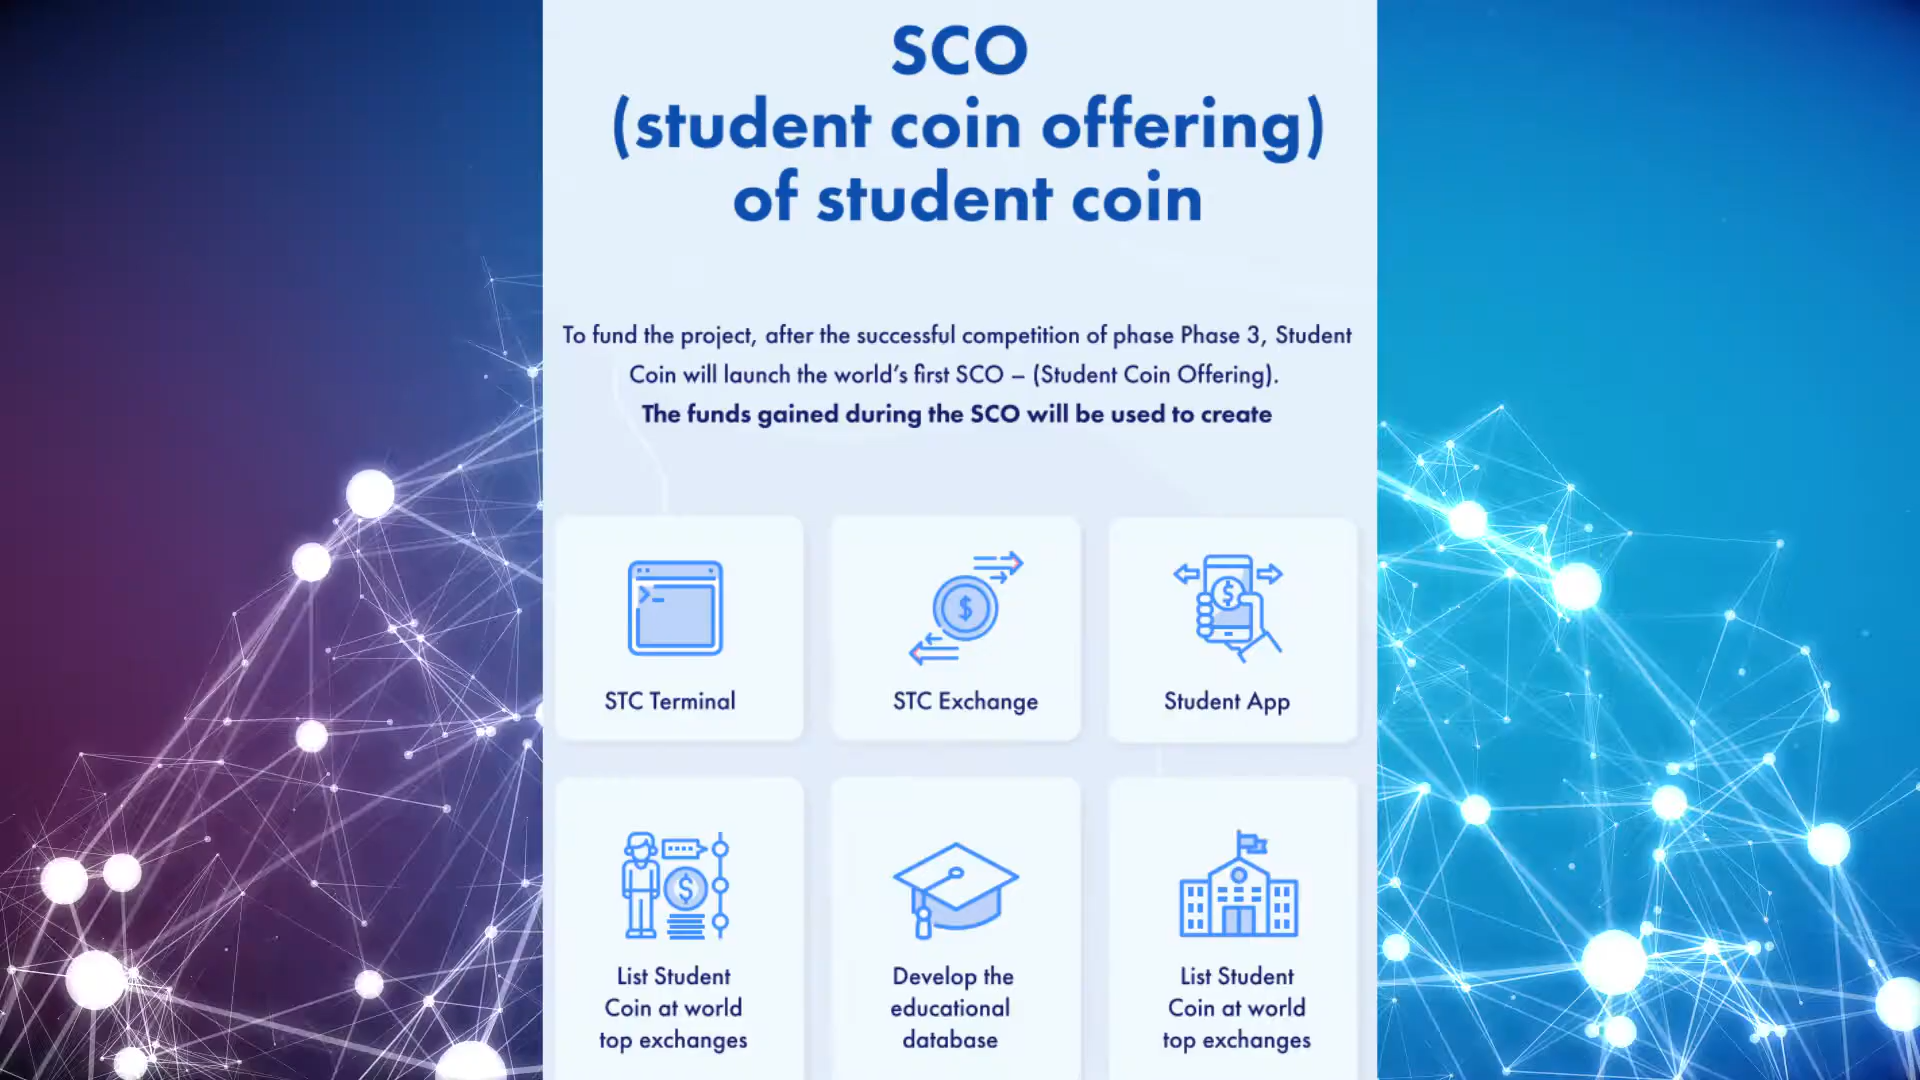 SCO
(student coin offering)
of student coin
To fund the project, after the successful competition of phase Phase 3, Student
Coin will launch the world's first SCO – (Student Coin Offering).
The funds gained during the SCO will be used to create
STC Terminal
STC Exchange
Student App
List Student
Coin at world
top exchanges
Develop the
educational
database
List Student
Coin at world
top exchanges